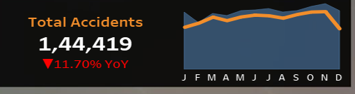 Total Accidents
1,44,419
▼11.70% YoY
J F M A M J J A S O N D